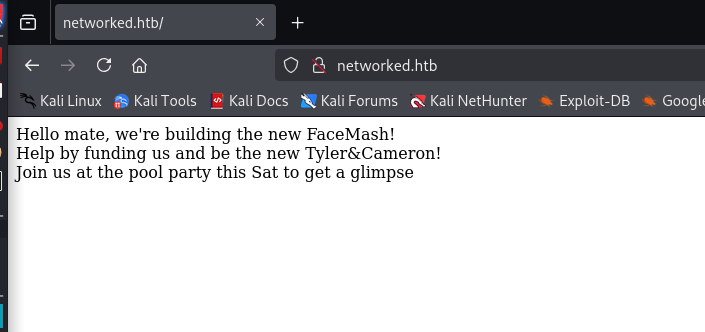 networked.htb/
networked.htb
Kali Linux Kali Tools Kali Docs Kali Forums Kali NetHunter Exploit-DB Google
Hello mate, we're building the new FaceMash!
Help by funding us and be the new Tyler&Cameron!
Join us at the pool party this Sat to get a glimpse